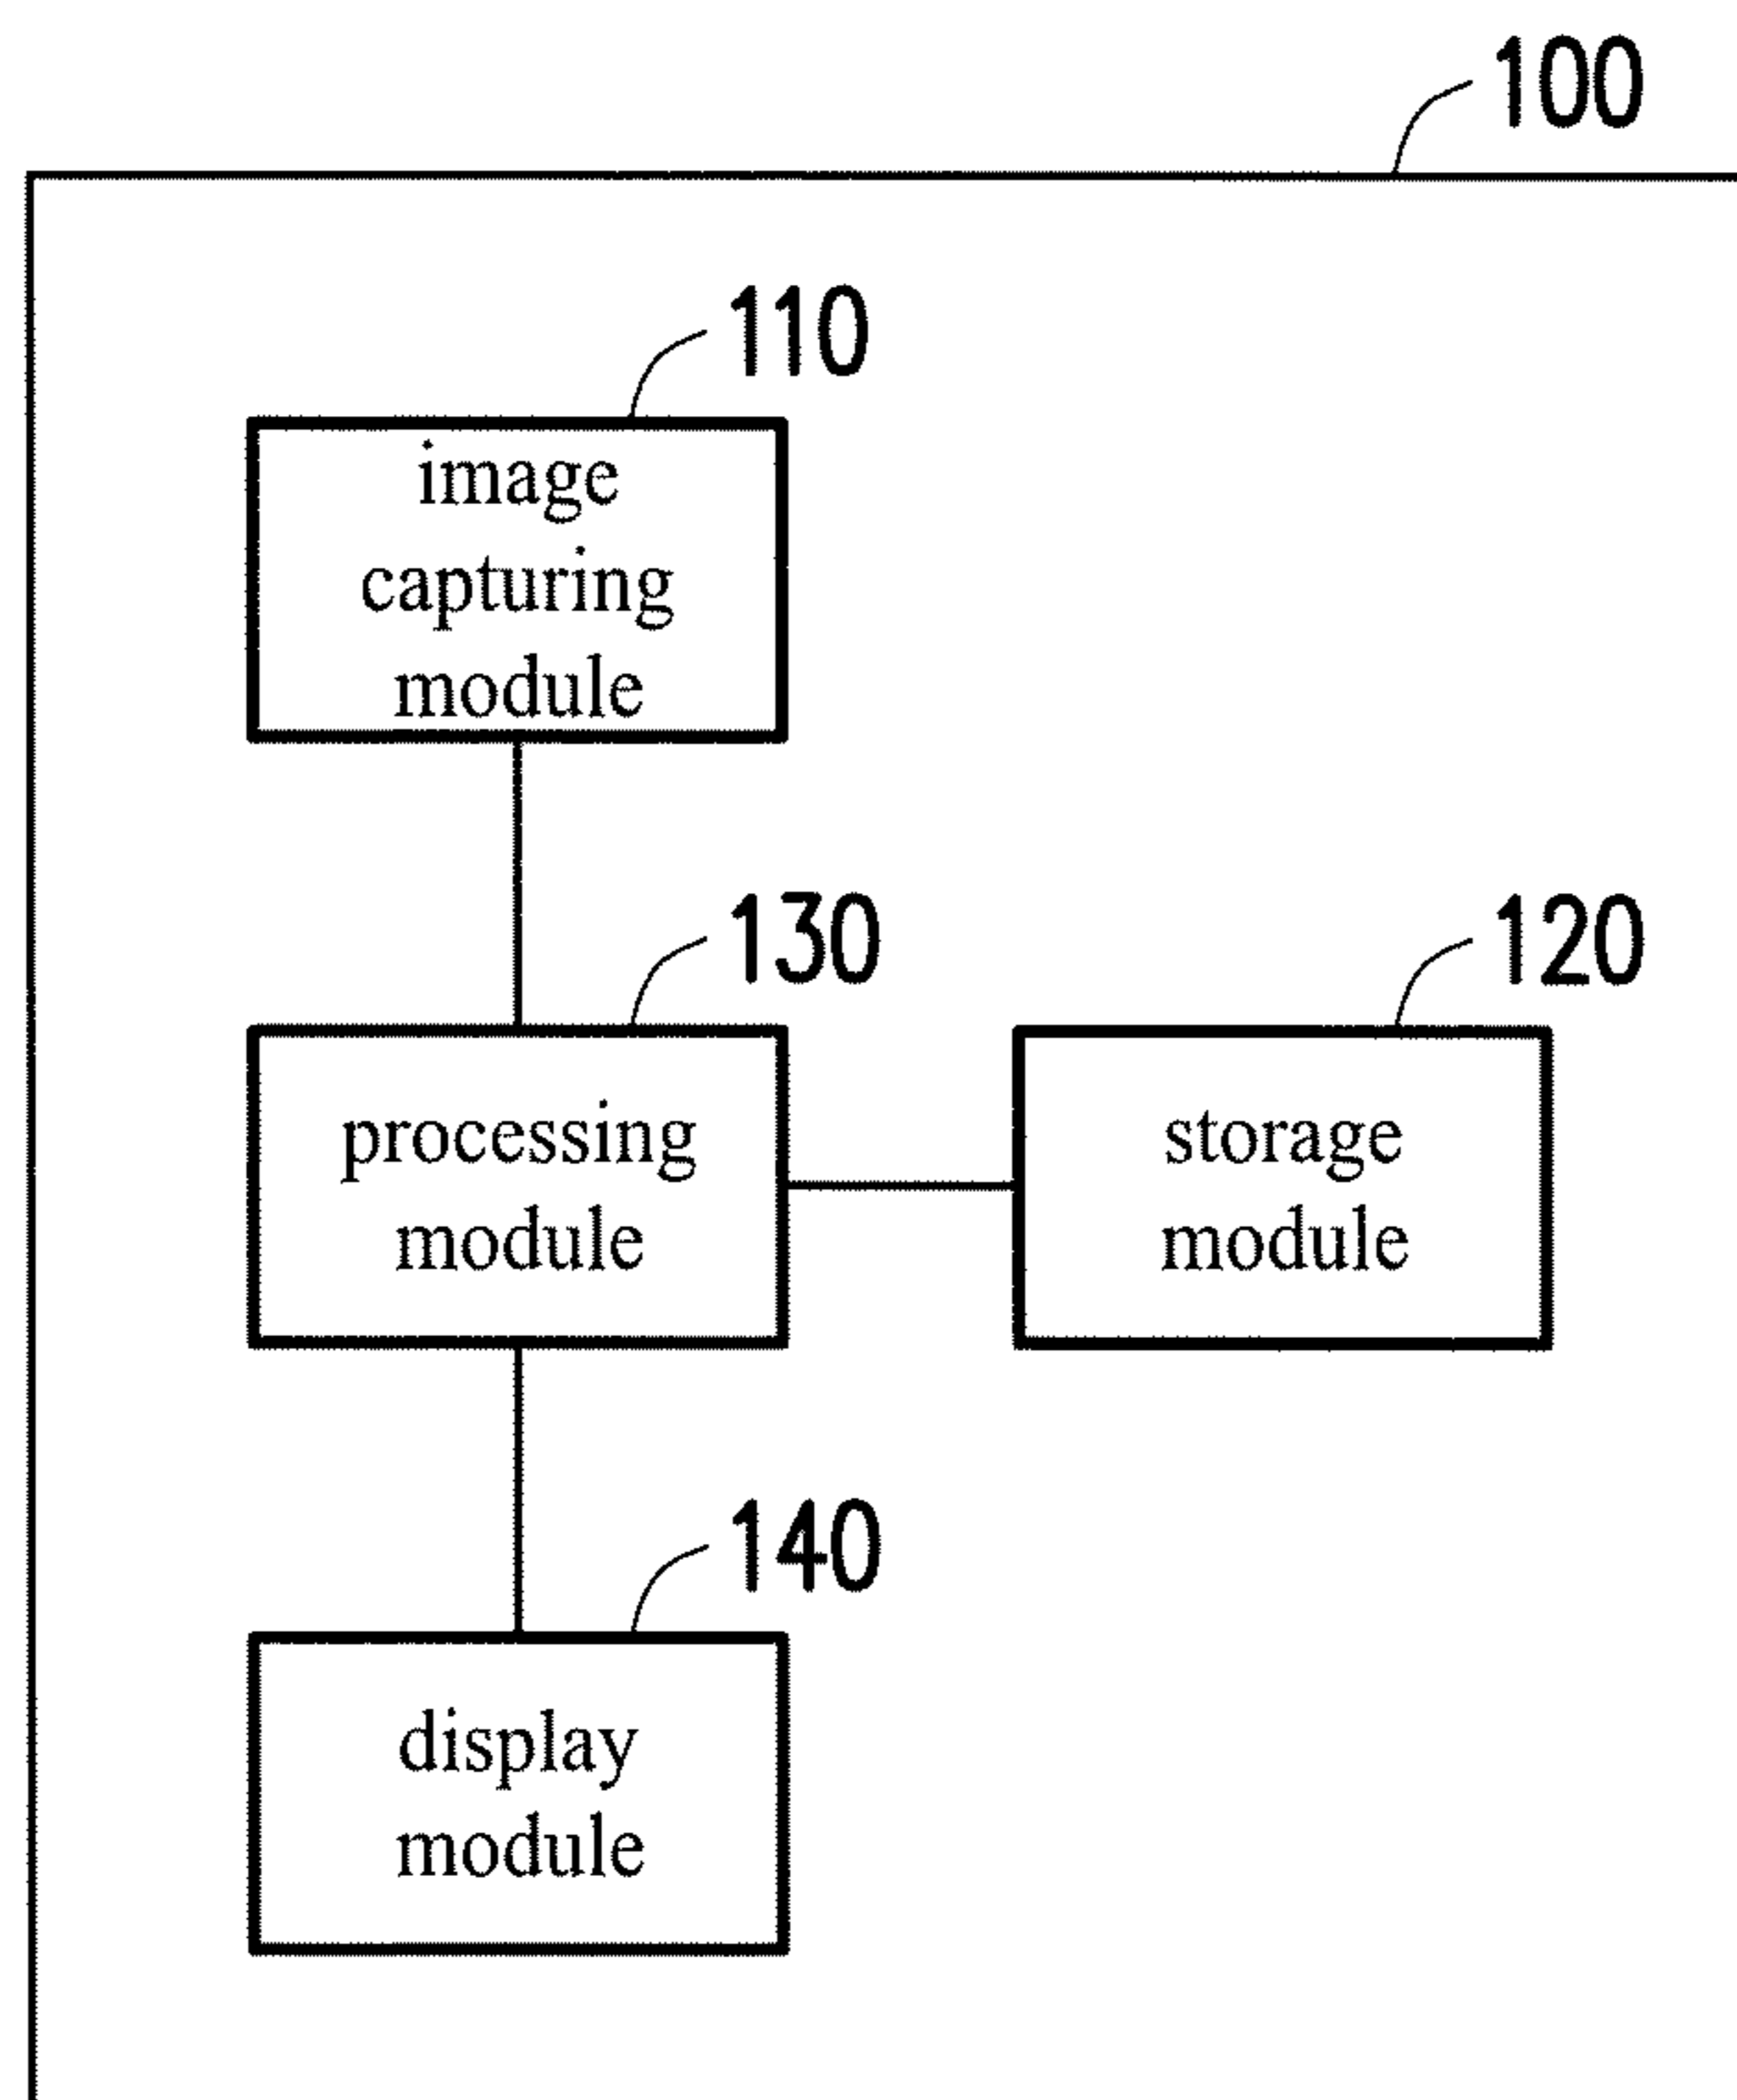 100
110
image
capturing
module
130
120
processing
module
storage
module
140
display
module